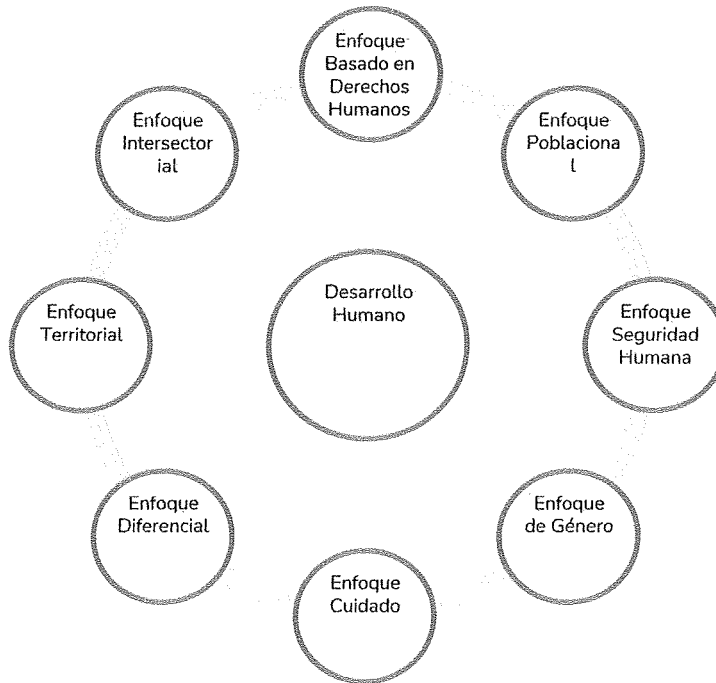 Enfoque
Basado en
Derechos
Humanos
Enfoque
Poblaciona
l
Enfoque
Seguridad
Humana
Enfoque
de Género
Enfoque
Cuidado
Enfoque
Diferencial
Enfoque
Territorial
Enfoque
Intersector
ial
Desarrollo
Humano